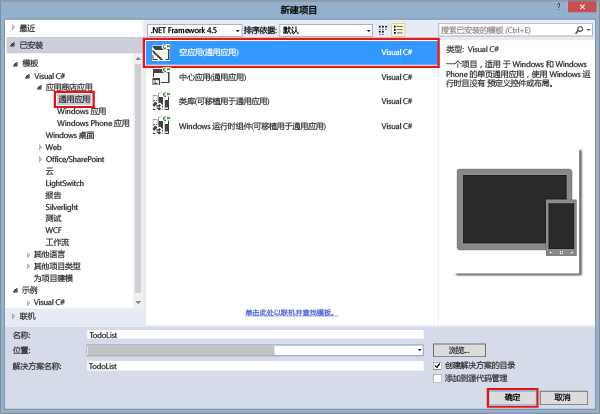 新建项目
最近
.NET Framework 4.5
排序依据: 默认
搜索已安装的模板 (Ctrl+E)
已安装
模板
Visual C#
应用商店应用
通用应用
Windows 应用
Windows Phone 应用
Windows 桌面
Web
Office/SharePoint
云
LightSwitch
报告
Silverlight
测试
WCF
工作流
其他语言
其他项目类型
为项目建模
示例
Visual C#
联机
空应用(通用应用) Visual C#
中心应用(通用应用) Visual C#
类库(可移植用于通用应用) Visual C#
Windows 运行时组件(可移植用于通用应用) Visual C#
单击此处以联机并查找模板。
类型: Visual C#
一个项目，适用 于 Windows 和 Windows
Phone 的单页通用应用，使用 Windows 运
行时且没有 预定义控件或布局。
名称: TodoList
位置:
浏览...
解决方案名称: TodoList
创建解决方案的目录
添加到源代码管理
确定
取消